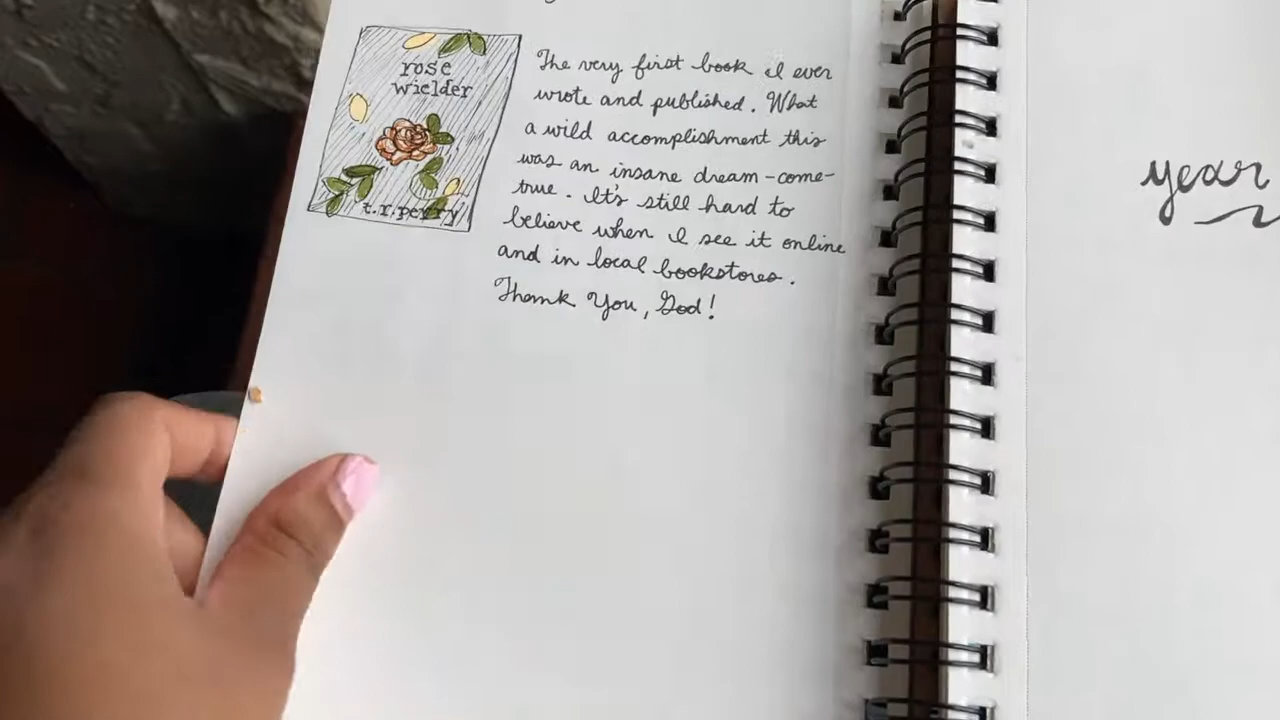 rose
wielder
t.r.perry
The very first book I ever
wrote and published. What
a wild accomplishment this
was an insane dream-come-
true. It's still hard to
believe when I see it online
and in local bookstores.
Thank You, God!
year